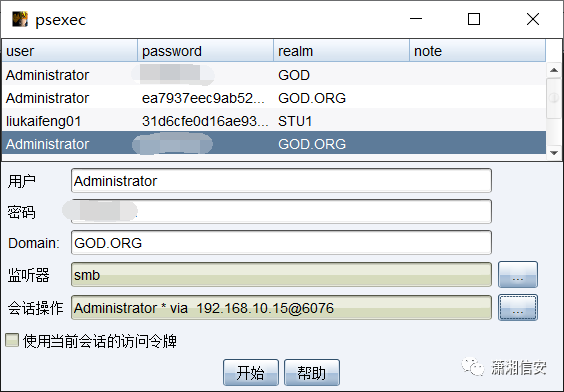 psexec
user password realm note
Administrator GOD
Administrator ea7937eec9ab52... GOD.ORG
liukaifeng01 31d6cfe0d16ae93... STU1
Administrator GOD.ORG
用户 Administrator
密码
Domain: GOD.ORG
监听器 smb ...
会话操作 Administrator * via 192.168.10.15@6076 ...
使用当前会话的访问令牌
开始 帮助
潇湘信安